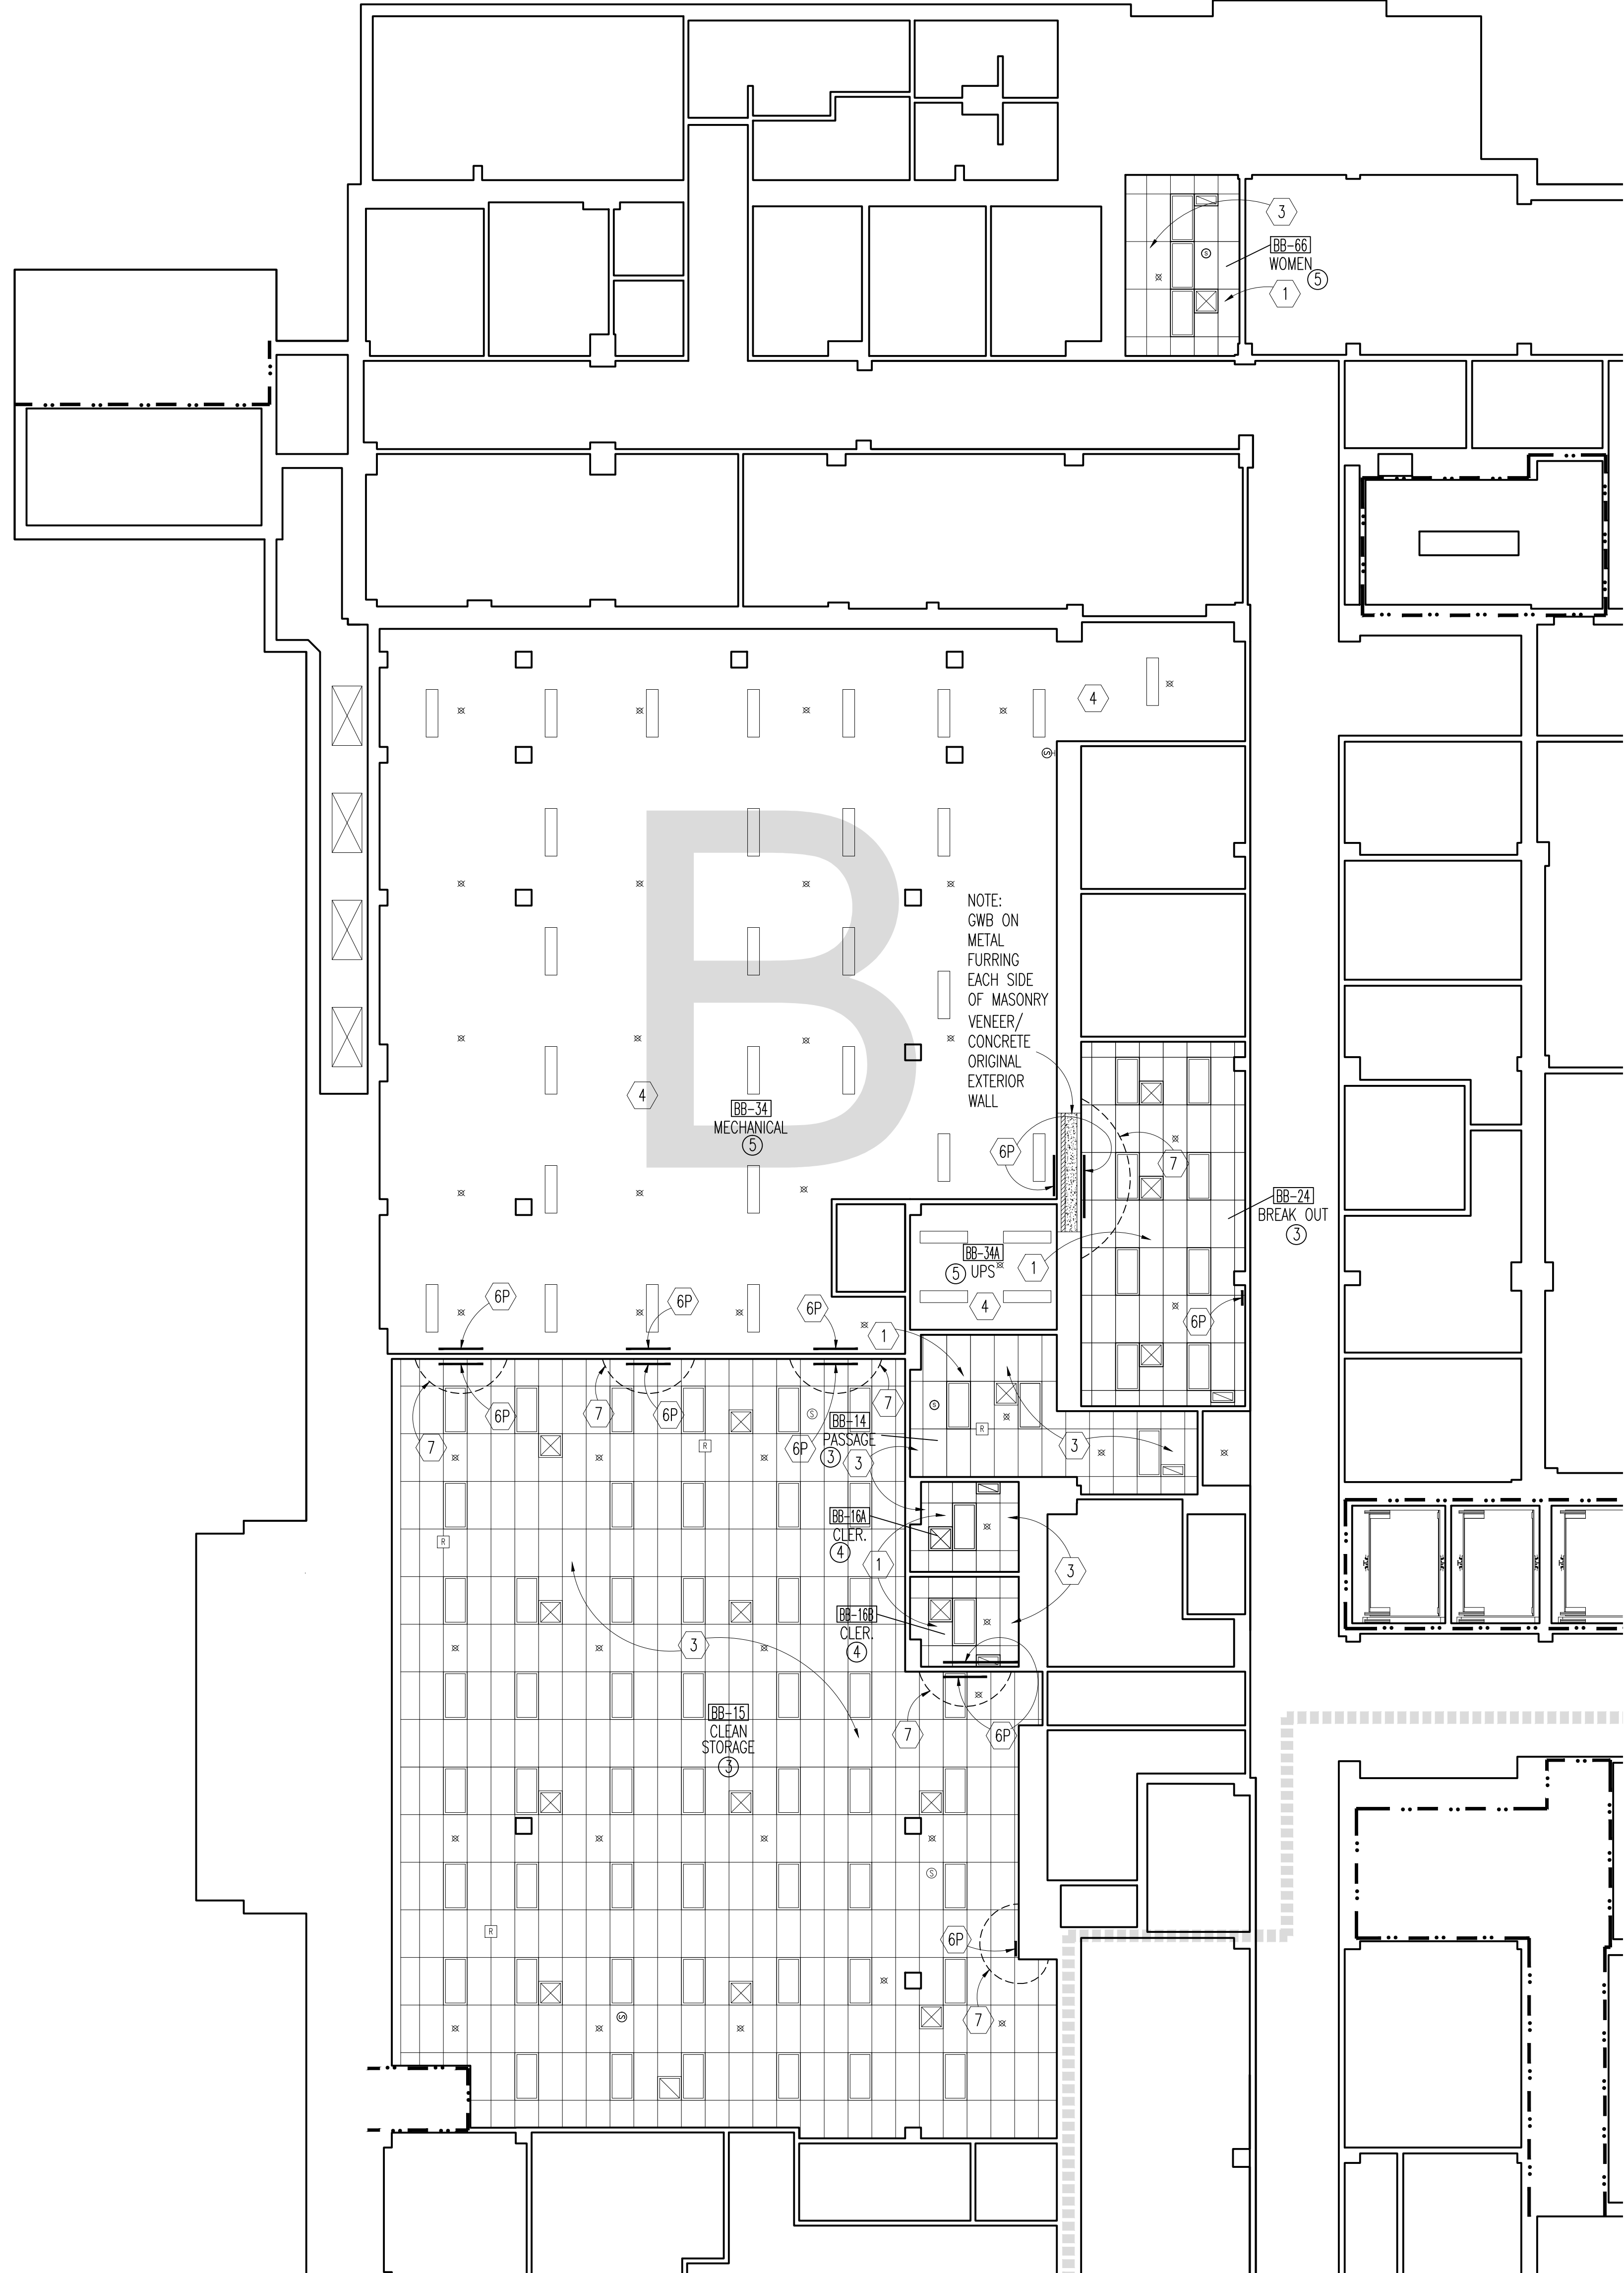 3
BB-66
WOMEN
5
1
4
S
B
NOTE:
GWB ON
METAL
FURRING
EACH SIDE
OF MASONRY
VENEER/
CONCRETE
ORIGINAL
EXTERIOR
WALL
4
BB-34
MECHANICAL
5
6P
7
BB-24
BREAK OUT
3
BB-34A
5 UPS
1
4
6P
6P
6P
6P
1
7
6P
7
6P
6P
7
S
R
S
R
BB-14
PASSAGE
3
3
3
R
BB-16A
CLER.
4
1
3
BB-16B
CLER.
4
3
BB-15
CLEAN
STORAGE
3
7
6P
S
R
6P
7
S
S